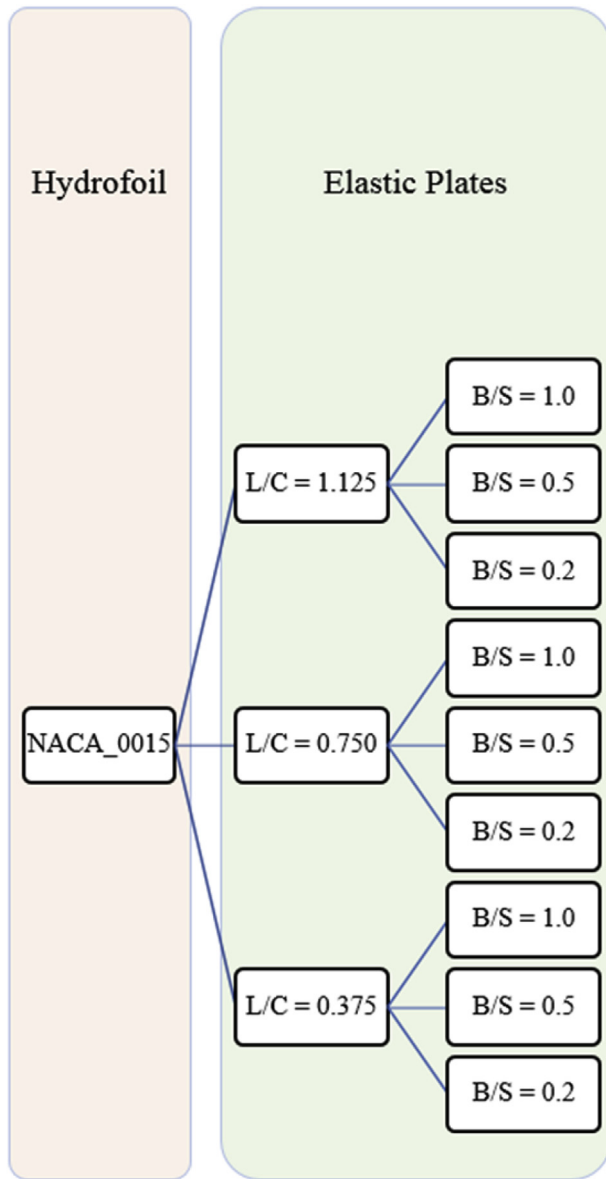 Hydrofoil
Elastic Plates
NACA_0015
L/C = 1.125
B/S = 1.0
B/S = 0.5
B/S = 0.2
L/C = 0.750
B/S = 1.0
B/S = 0.5
B/S = 0.2
L/C = 0.375
B/S = 1.0
B/S = 0.5
B/S = 0.2